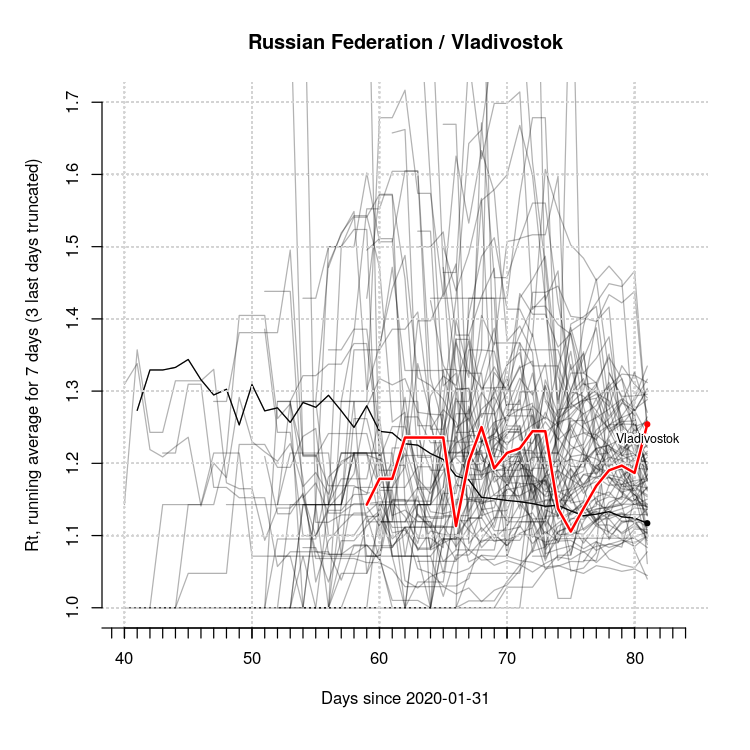 Russian Federation / Vladivostok
Rt, running average for 7 days (3 last days truncated)
1.7
1.6
1.5
1.4
1.3
1.2
1.1
1.0
Vladivostok
40 50 60 70 80
Days since 2020-01-31